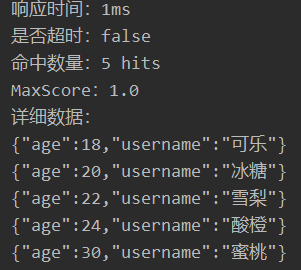 响应时间：1ms
是否超时：false
命中数量：5 hits
MaxScore：1.0
详细数据：
{"age":18,"username":"可乐"}
{"age":20,"username":"冰糖"}
{"age":22,"username":"雪梨"}
{"age":24,"username":"酸橙"}
{"age":30,"username":"蜜桃"}